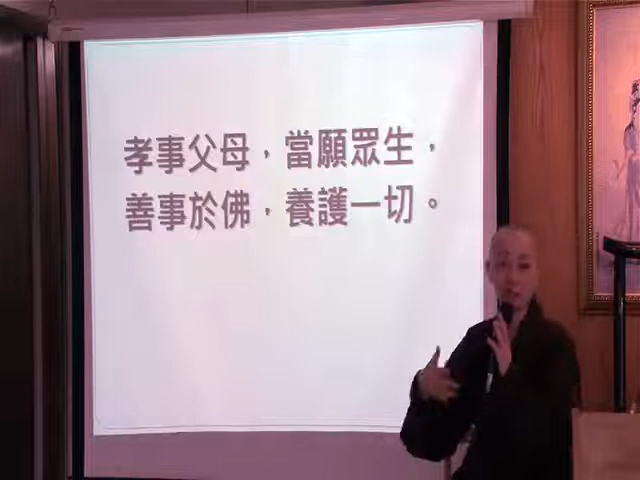 孝事父母，當願眾生，
善事於佛，養護一切。